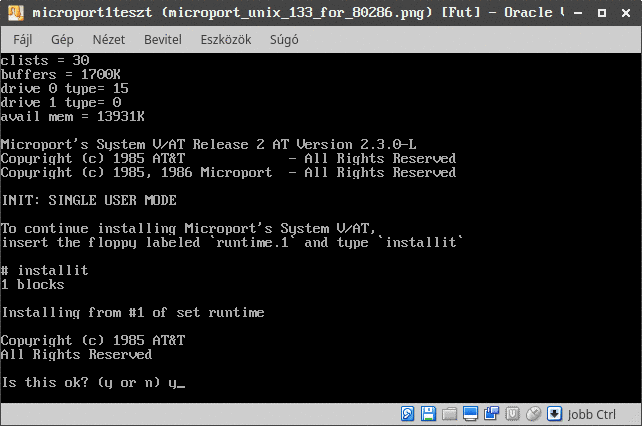 microport1teszt (microport_unix_133_for_80286.png) [Fut] - Oracle
Fájl Gép Nézet Bevitel Eszközök Súgó
clists = 30
buffers = 1700K
drive 0 type= 15
drive 1 type= 0
avail mem = 13931K
Microport's System V/AT Release 2 AT Version 2.3.0-L
Copyright (c) 1985 AT&T - All Rights Reserved
Copyright (c) 1985, 1986 Microport - All Rights Reserved
INIT: SINGLE USER MODE
To continue installing Microport's System V/AT,
insert the floppy labeled `runtime.1` and type `installit`
# installit
1 blocks
Installing from #1 of set runtime
Copyright (c) 1985 AT&T
All Rights Reserved
Is this ok? (y or n) y_
Jobb Ctrl